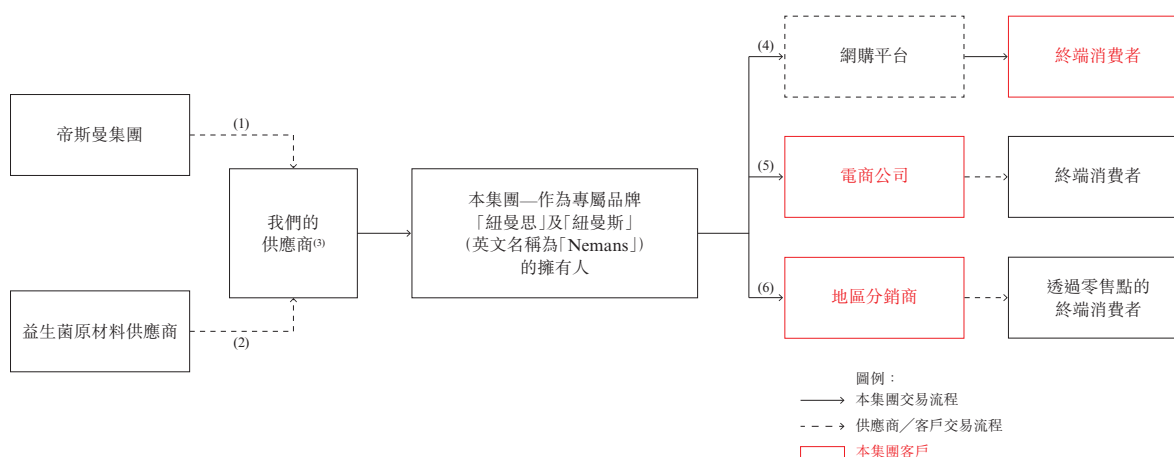 帝斯曼集團
(1)
益生菌原材料供應商
(2)
我們的
供應商(3)
本集團—作為專屬品牌
「紐曼思」及「紐曼斯」
(英文名稱為「Nemans」)
的擁有人
(4)
網購平台
終端消費者
(5)
電商公司
終端消費者
(6)
地區分銷商
透過零售點的
終端消費者
圖例：
本集團交易流程
供應商／客戶交易流程
本集團客戶